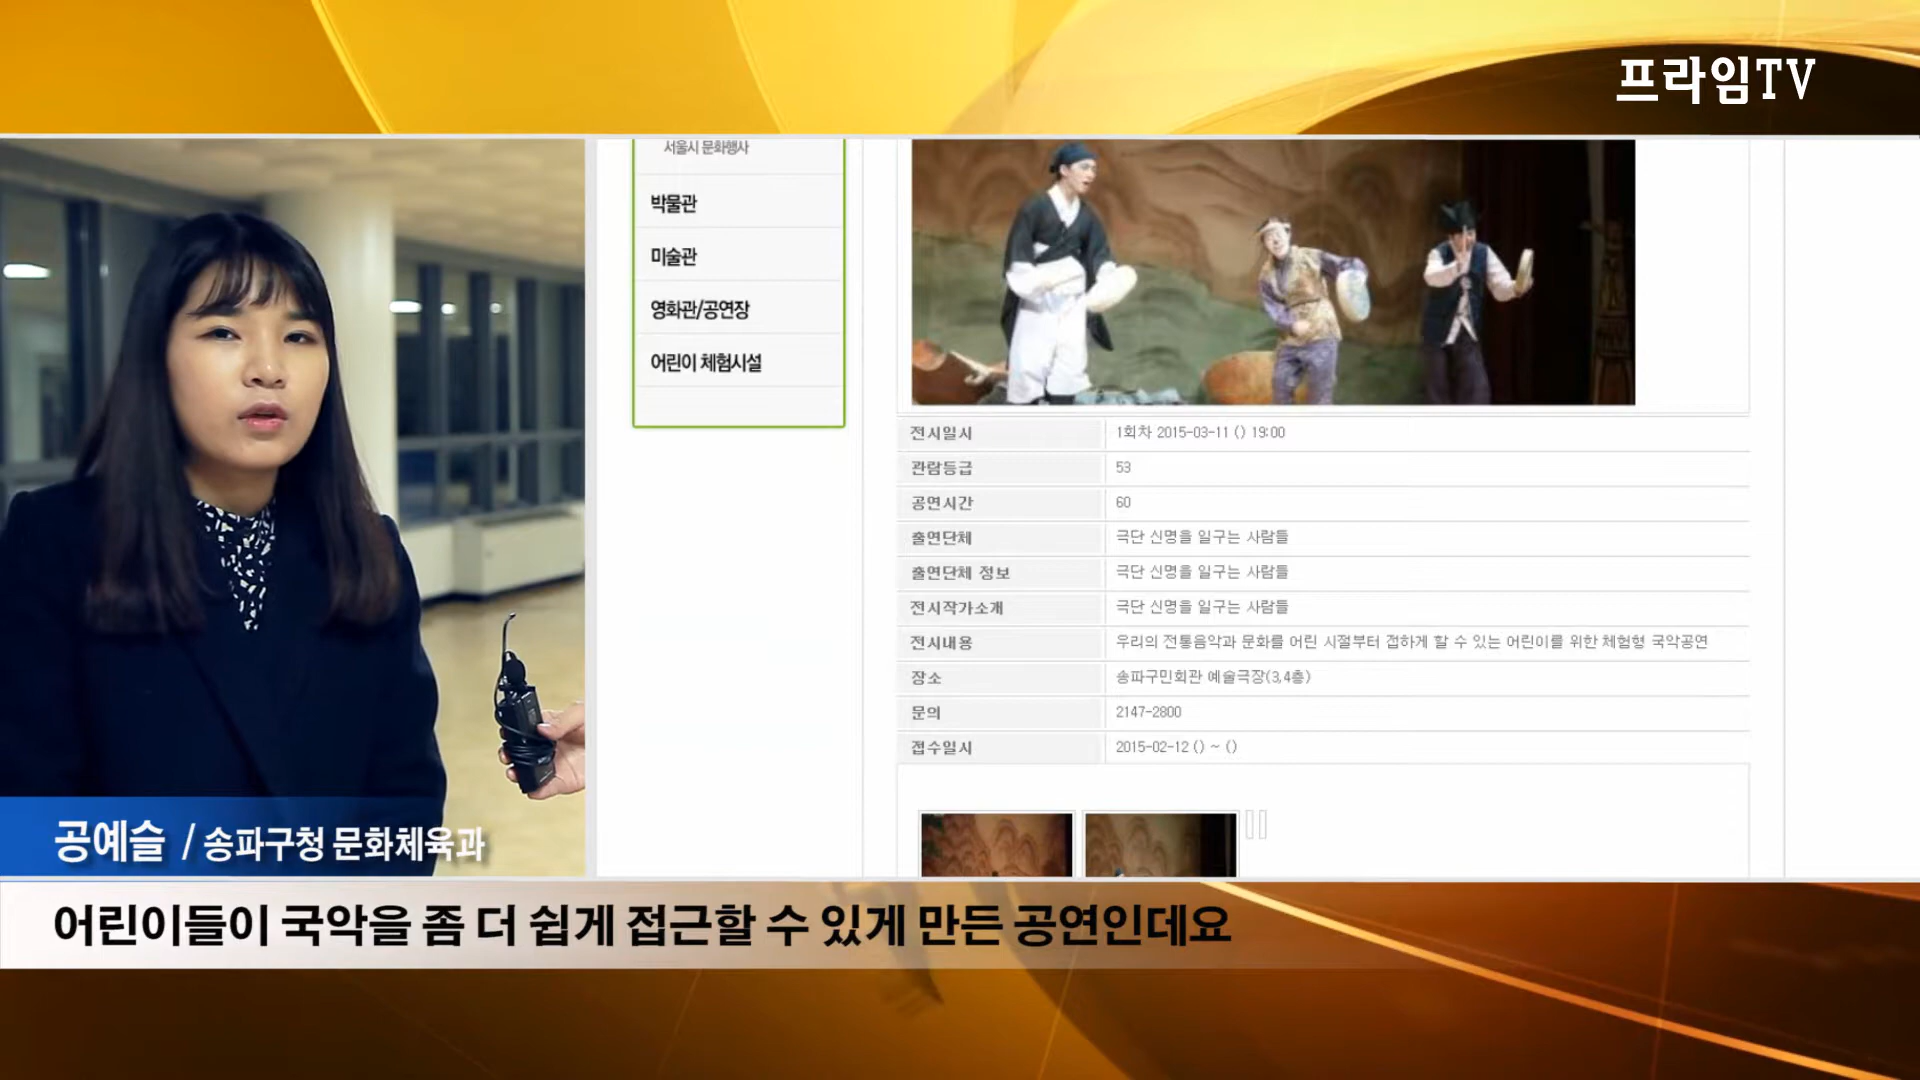 프라임TV
서울시 문화행사
박물관
미술관
영화관/공연장
어린이 체험시설
전시일시 1회차 2015-03-11 () 19:00
관람등급 53
공연시간 60
출연단체 극단 신명을 일구는 사람들
출연단체 정보 극단 신명을 일구는 사람들
전시작가소개 극단 신명을 일구는 사람들
전시내용 우리의 전통음악과 문화를 어린 시절부터 접하게 할 수 있는 어린이를 위한 체험형 국악공연
장소 송파구민회관 예술극장(3,4층)
문의 2147-2800
접수일시 2015-02-12 () ~ ()
공예슬 / 송파구청 문화체육과
어린이들이 국악을 좀 더 쉽게 접근할 수 있게 만든 공연인데요